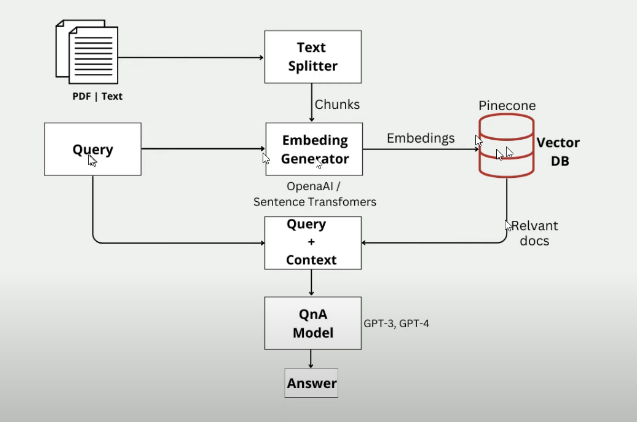 Text
Splitter
PDF | Text
Chunks
Pinecone
Query
Embeding
Generator
Embedings
Vector
DB
OpenaAI /
Sentence Transfomers
Query
+
Context
Relvant
docs
QnA
Model
GPT-3, GPT-4
Answer